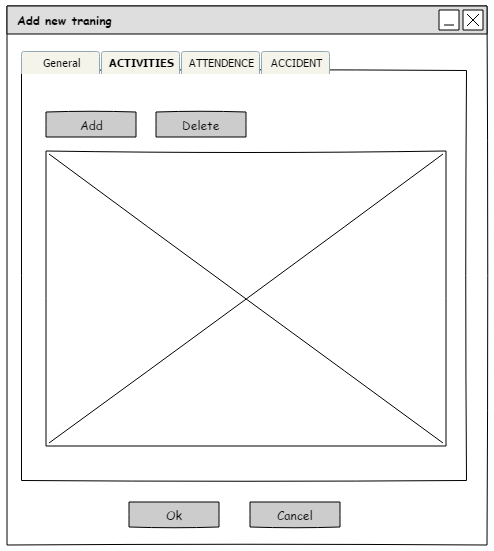 Add new traning
General ACTIVITIES ATTENDENCE ACCIDENT
Add Delete
Ok Cancel